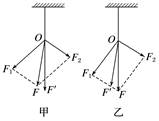 O O
F₁ F₂ F₁ F₂
F F′ F F′
甲 乙